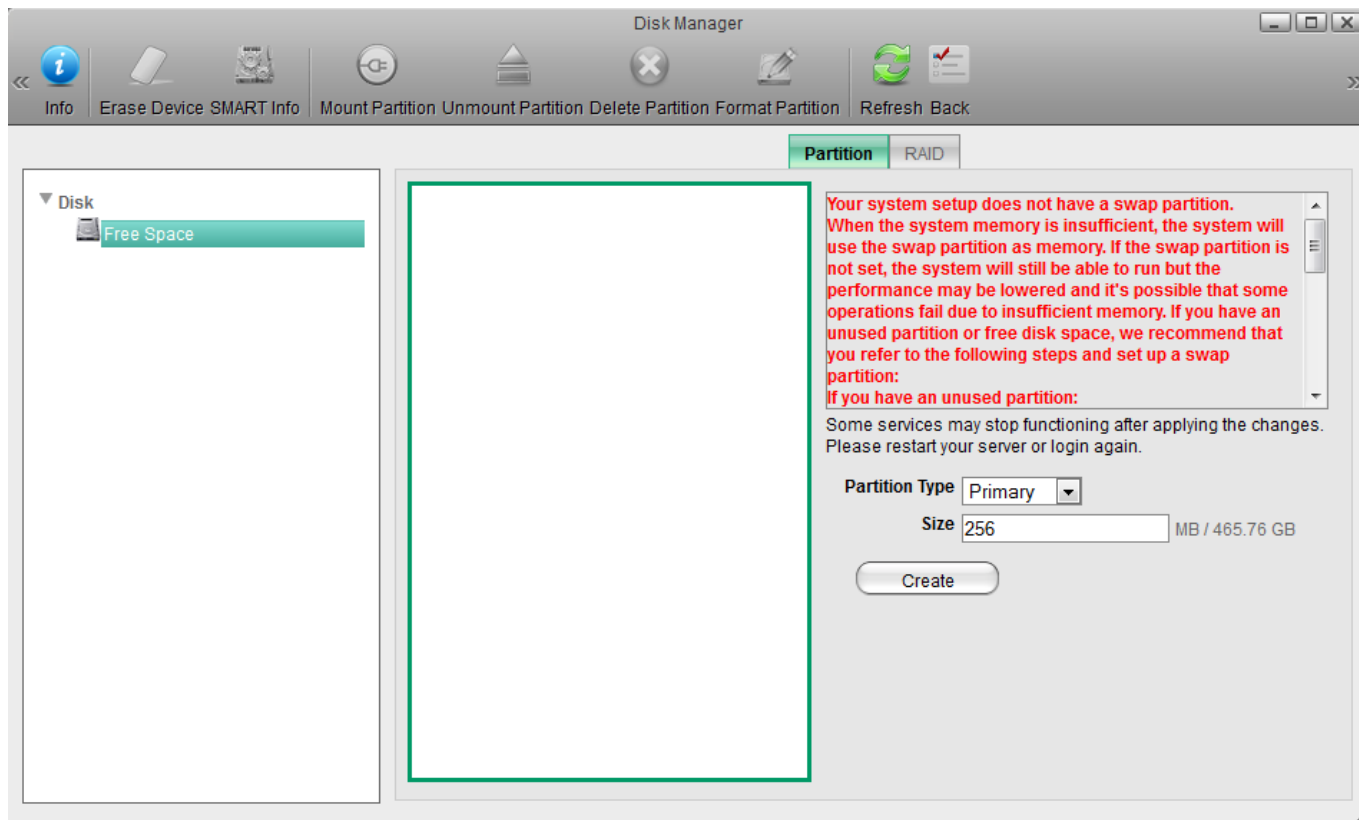 Disk Manager
Info Erase Device SMART Info Mount Partition Unmount Partition Delete Partition Format Partition Refresh Back
Partition RAID
Disk
Free Space
Your system setup does not have a swap partition.
When the system memory is insufficient, the system will
use the swap partition as memory. If the swap partition is
not set, the system will still be able to run but the
performance may be lowered and it's possible that some
operations fail due to insufficient memory. If you have an
unused partition or free disk space, we recommend that
you refer to the following steps and set up a swap
partition:
If you have an unused partition:
Some services may stop functioning after applying the changes.
Please restart your server or login again.
Partition Type Primary
Size 256 MB / 465.76 GB
Create